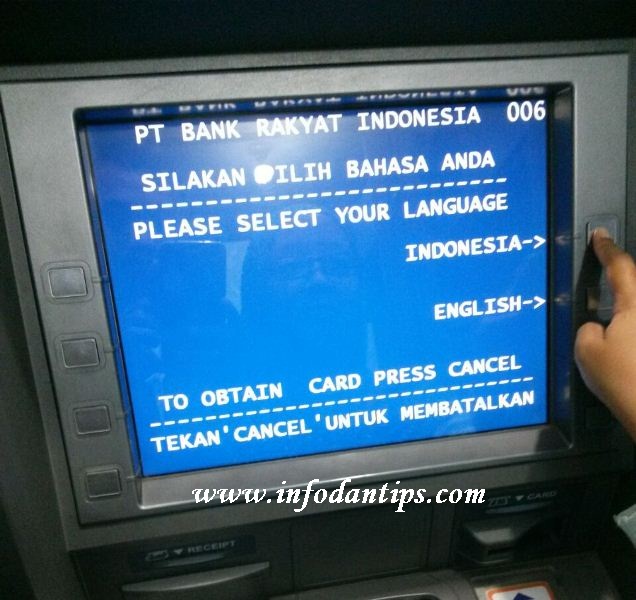 PT BANK RAKYAT INDONESIA 006
SILAKAN PILIH BAHASA ANDA
PLEASE SELECT YOUR LANGUAGE
INDONESIA->
ENGLISH->
TO OBTAIN CARD PRESS CANCEL
TEKAN'CANCEL'UNTUK MEMBATALKAN
www.infodantips.com
CARD
RECEIPT